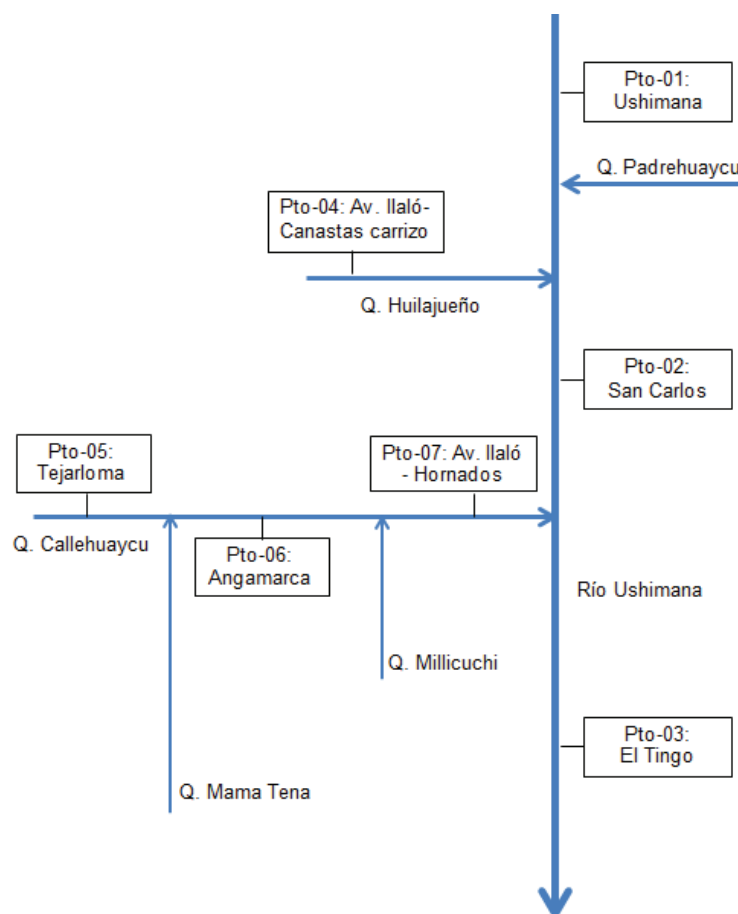 Pto-01:
Ushimana
Q. Padrehuaycu
Pto-04: Av. Ilaló-
Canastas carrizo
Q. Huilajueño
Pto-02:
San Carlos
Pto-05:
Tejarloma
Pto-07: Av. Ilaló
- Hornados
Q. Callehuaycu
Pto-06:
Angamarca
Río Ushimana
Q. Millicuchi
Pto-03:
El Tingo
Q. Mama Tena